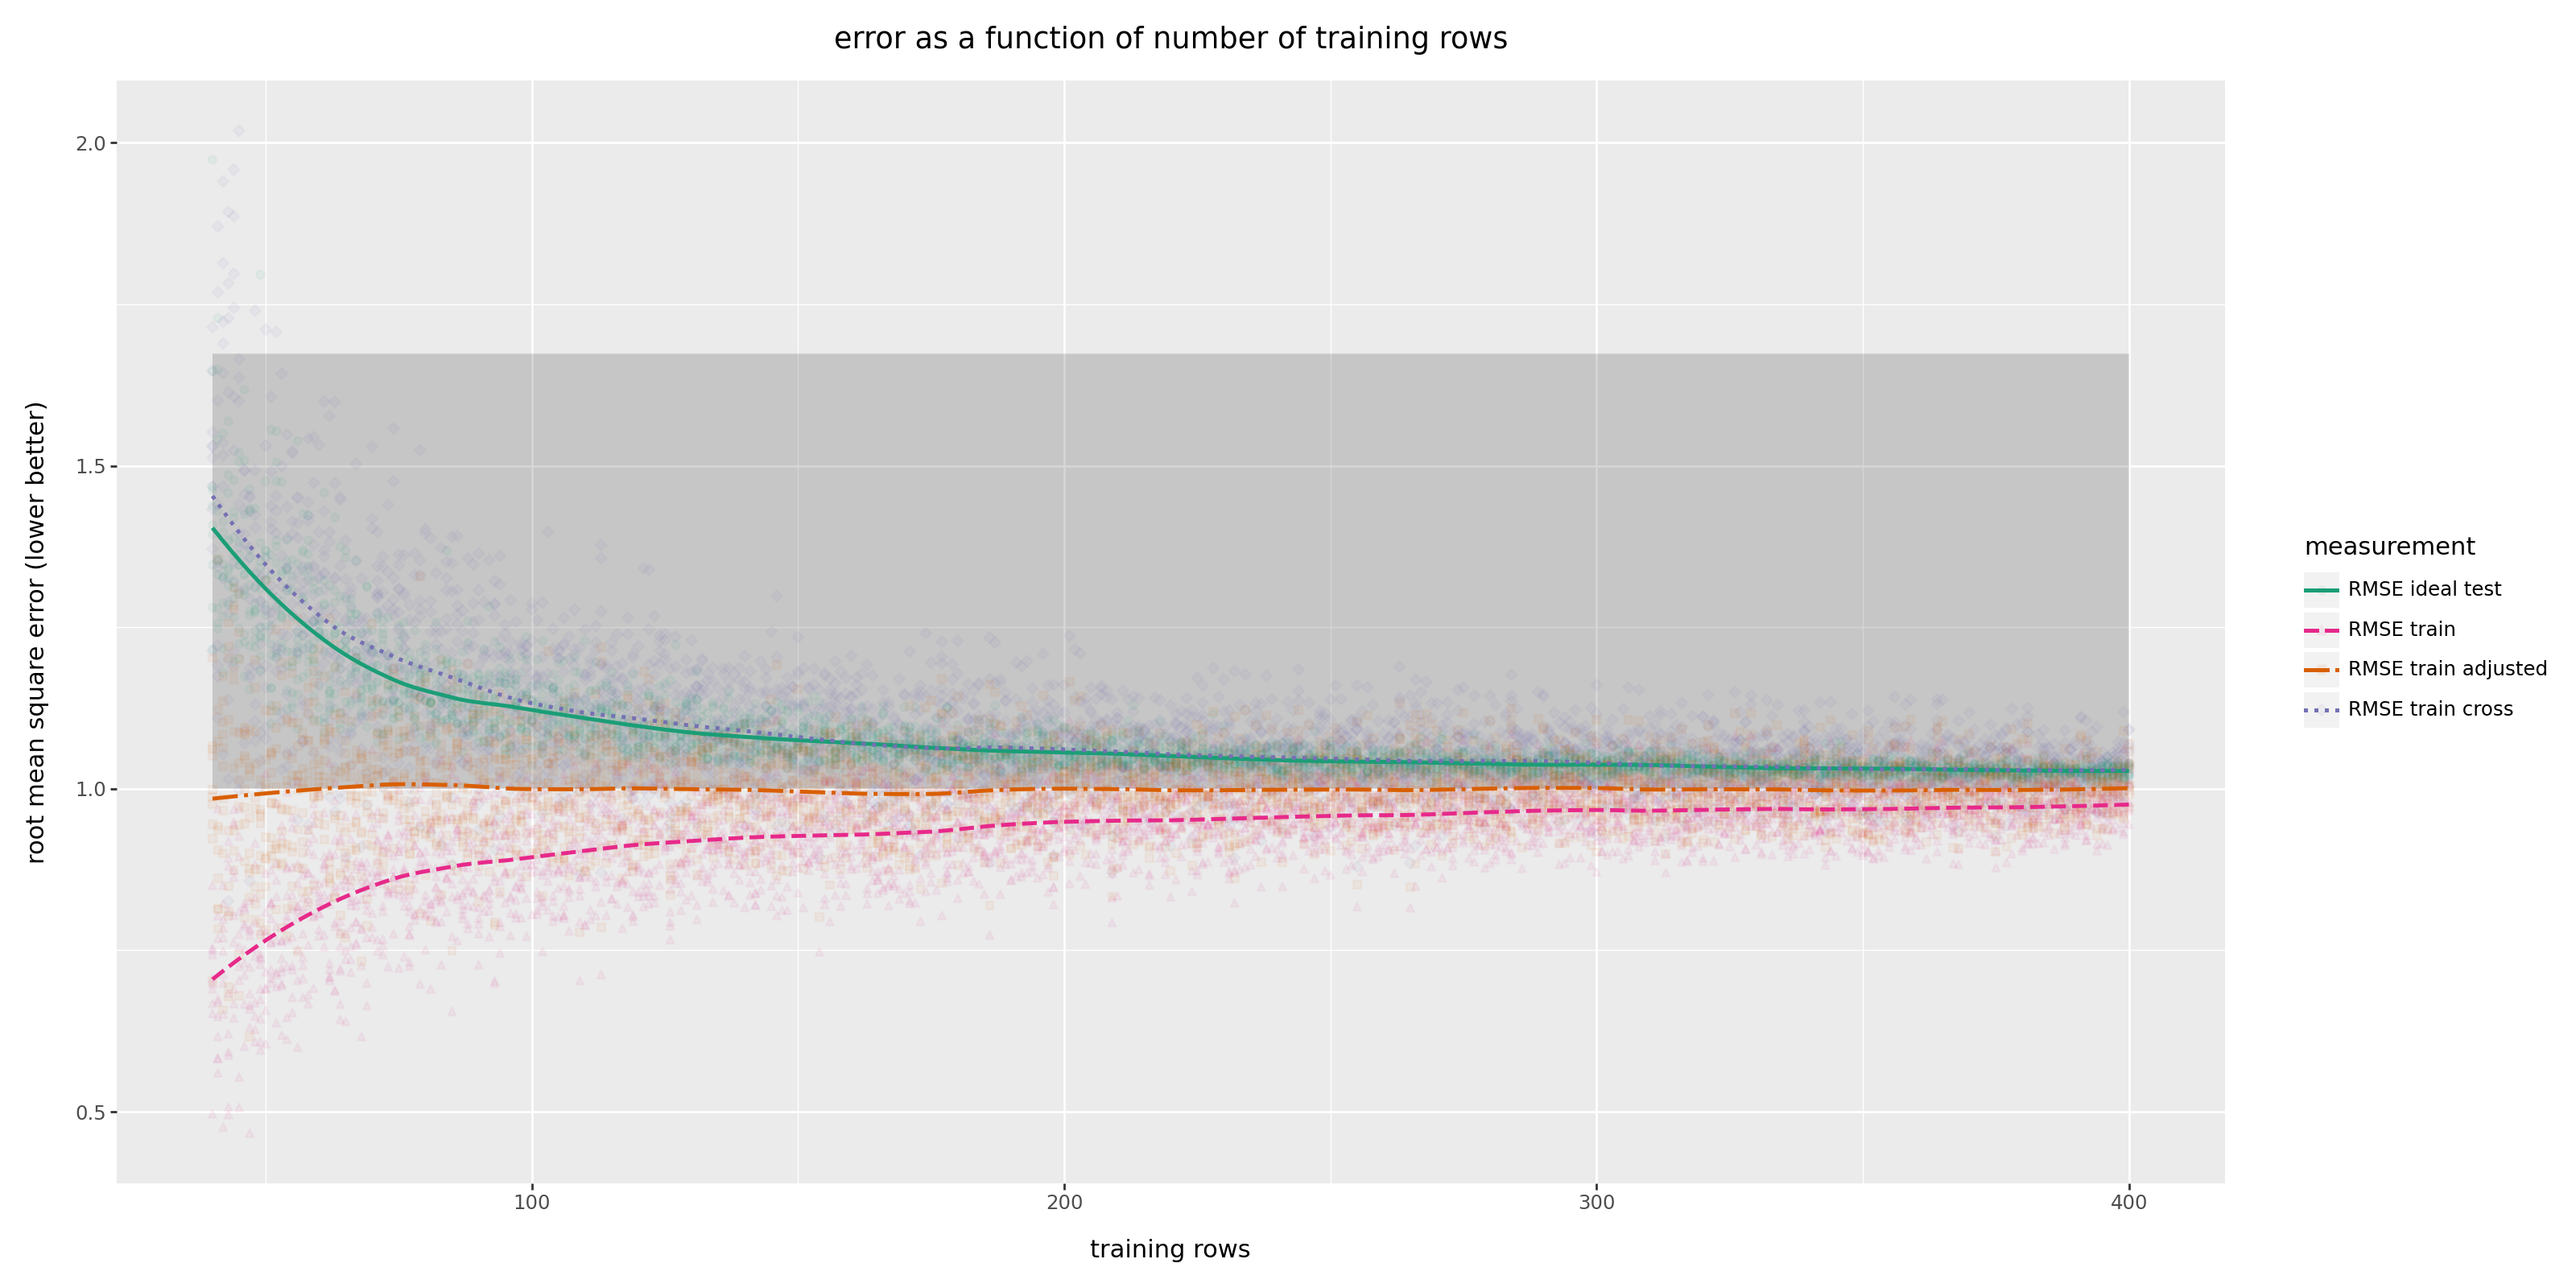 error as a function of number of training rows
root mean square error (lower better)
2.0
1.5
1.0
0.5
100
200
300
400
training rows
measurement
RMSE ideal test
RMSE train
RMSE train adjusted
RMSE train cross